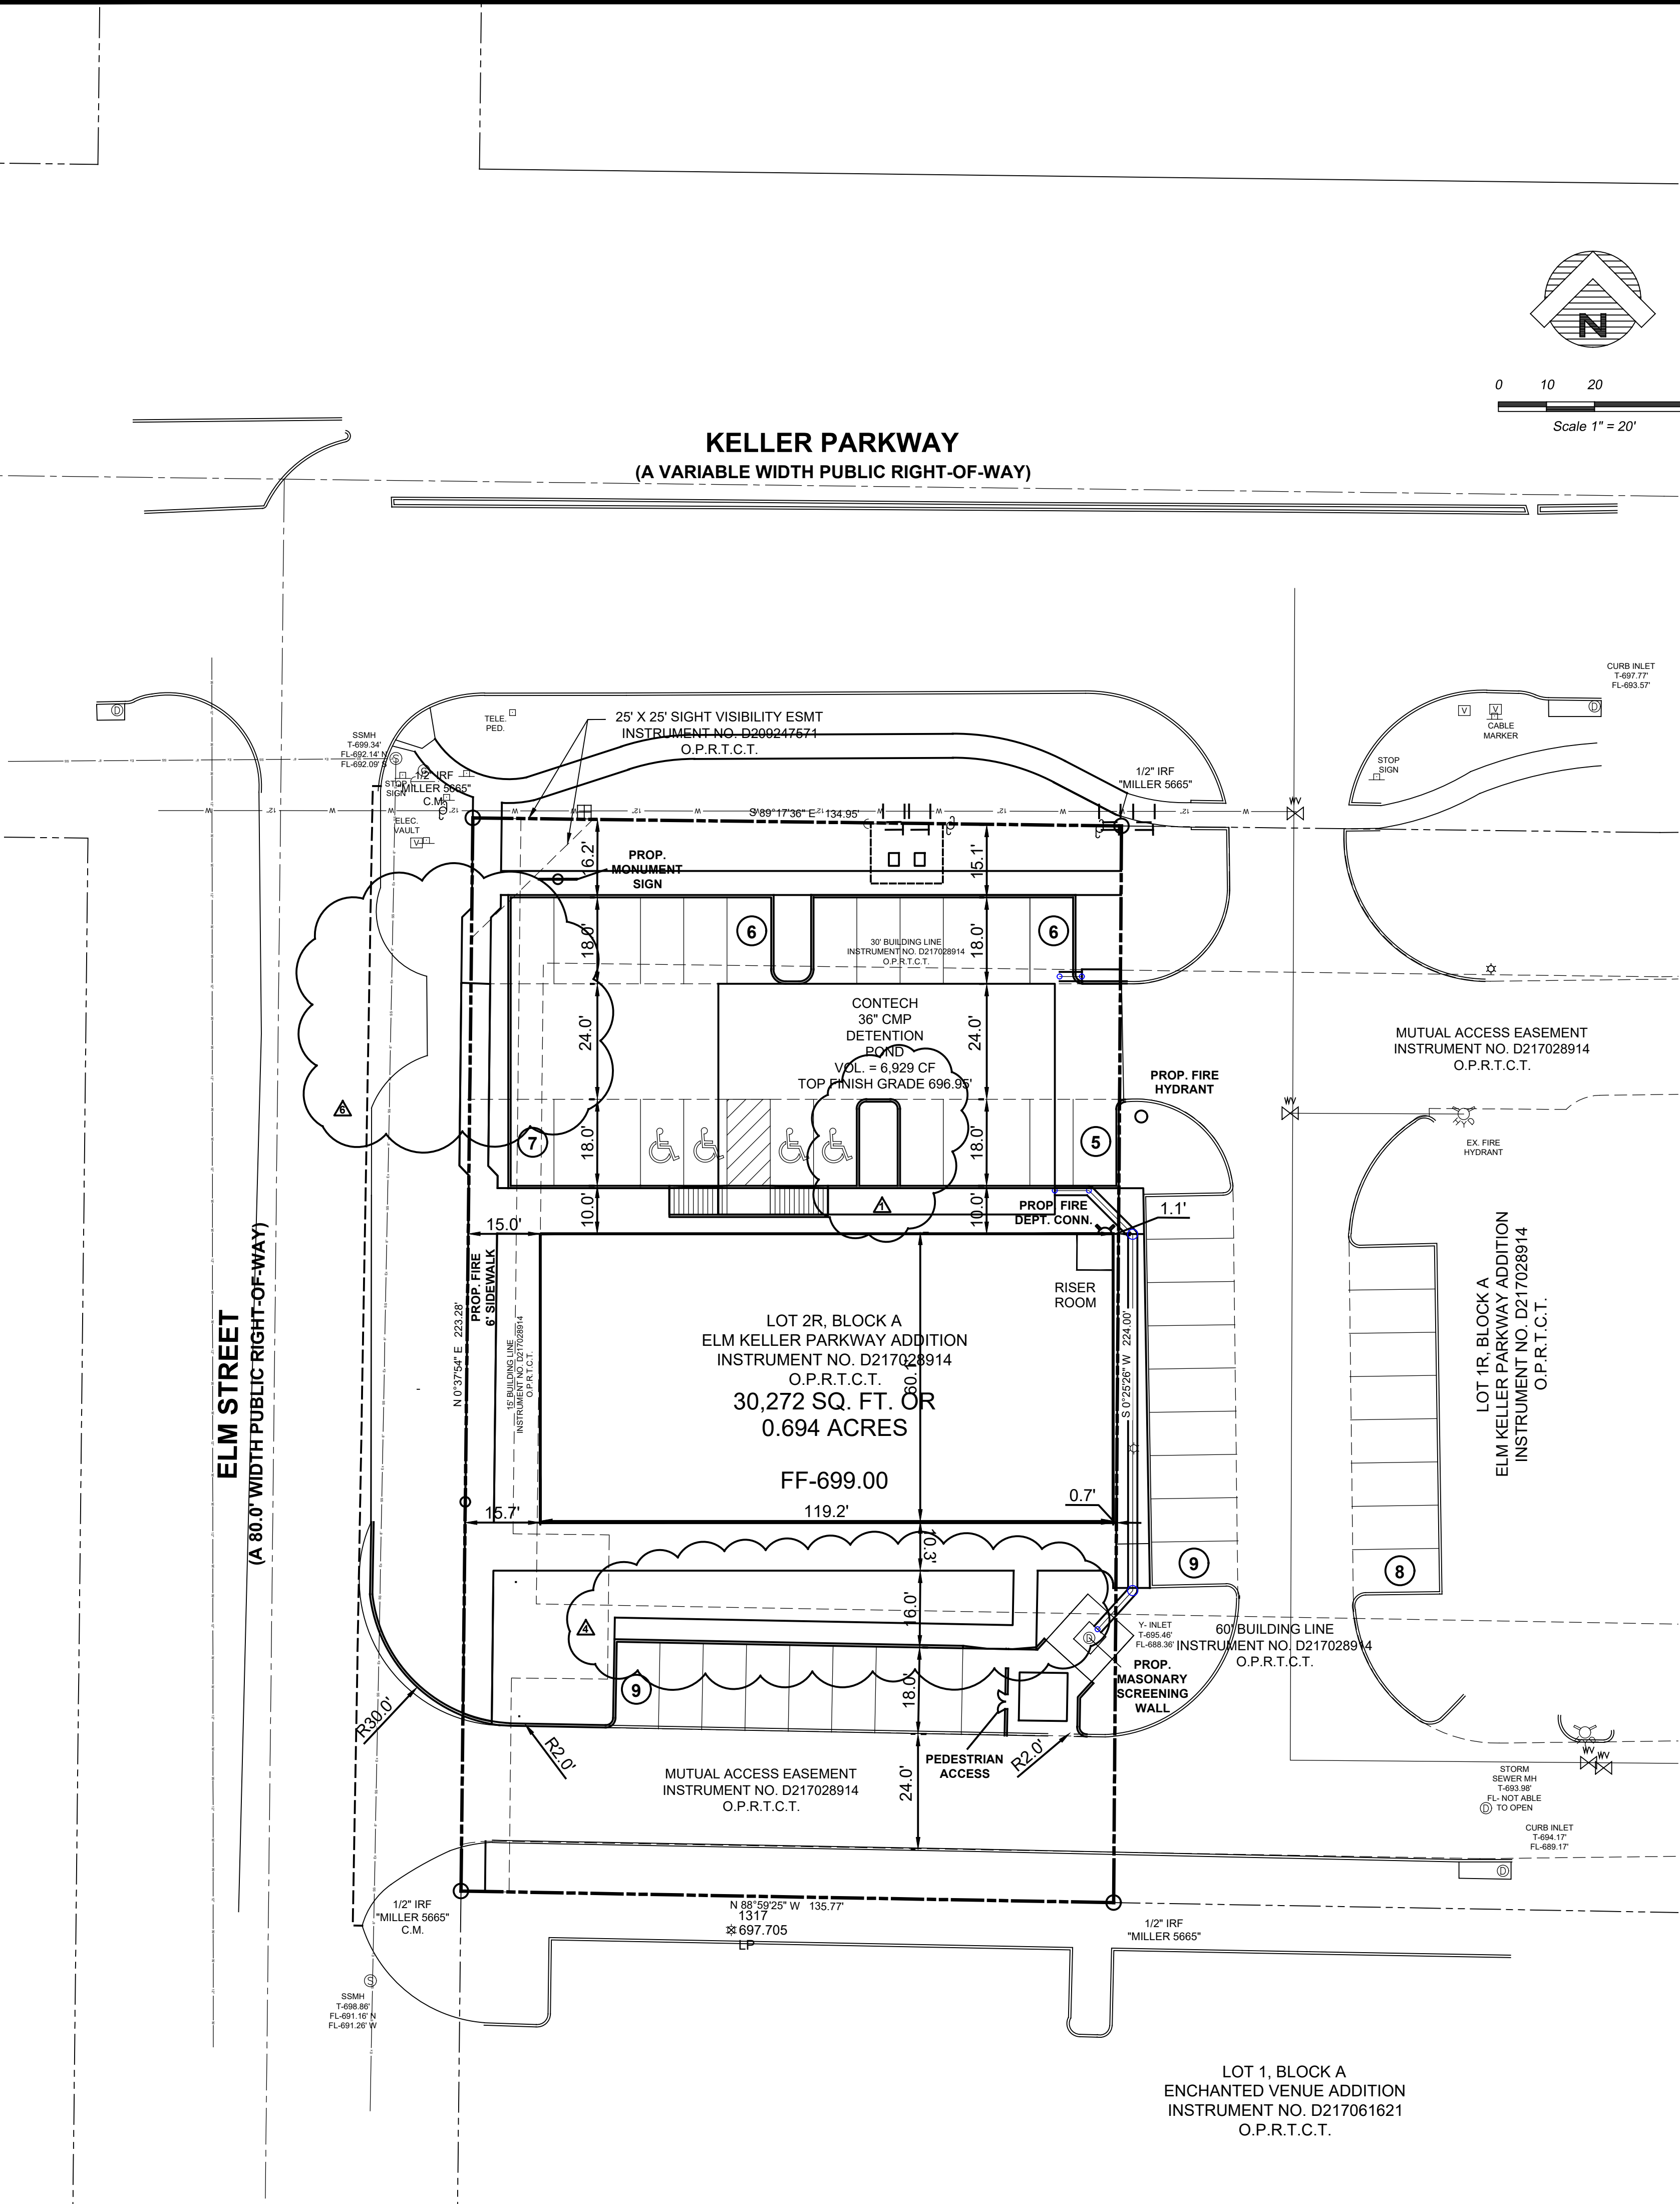 N
0 10 20
Scale 1" = 20'
KELLER PARKWAY
(A VARIABLE WIDTH PUBLIC RIGHT-OF-WAY)
CURB INLET
T-697.77'
FL-693.57'
D
D
V
V
CABLE
MARKER
STOP
SIGN
TELE.
PED.
25' X 25' SIGHT VISIBILITY ESMT
INSTRUMENT NO. D209247571
O.P.R.T.C.T.
SSMH
T-699.34'
FL-692.14' N
FL-692.09' S
S
STOP
SIGN
1/2" IRF
"MILLER 5665"
C.M.
1/2" IRF
"MILLER 5665"
ELEC.
VAULT
V
S 89°17'36" E 134.95'
WV
16.2'
15.1'
PROP.
MONUMENT
SIGN
6
6
18.0'
18.0'
30' BUILDING LINE
INSTRUMENT NO. D217028914
O.P.R.T.C.T.
CONTECH
36" CMP
DETENTION
POND
VOL. = 6,929 CF
TOP FINISH GRADE 696.95'
24.0'
24.0'
MUTUAL ACCESS EASEMENT
INSTRUMENT NO. D217028914
O.P.R.T.C.T.
PROP. FIRE
HYDRANT
WV
EX. FIRE
HYDRANT
6
7
5
18.0'
18.0'
1
10.0'
10.0'
PROP. FIRE
DEPT. CONN.
1.1'
15.0'
PROP. FIRE
6' SIDEWALK
RISER
ROOM
N 0°37'54" E 223.28'
15' BUILDING LINE
INSTRUMENT NO. D217028914
O.P.R.T.C.T.
LOT 2R, BLOCK A
ELM KELLER PARKWAY ADDITION
INSTRUMENT NO. D217028914
O.P.R.T.C.T.
30,272 SQ. FT. OR
0.694 ACRES
FF-699.00
S 0°25'26" W 224.00'
ELM STREET
(A 80.0' WIDTH PUBLIC RIGHT-OF-WAY)
LOT 1R, BLOCK A
ELM KELLER PARKWAY ADDITION
INSTRUMENT NO. D217028914
O.P.R.T.C.T.
15.7'
119.2'
0.7'
10.3'
9
8
16.0'
4
Y- INLET
T-695.46'
FL-688.36'
D
60' BUILDING LINE
INSTRUMENT NO. D217028914
O.P.R.T.C.T.
PROP.
MASONARY
SCREENING
WALL
9
18.0'
R30.0'
R2.0'
R2.0'
PEDESTRIAN
ACCESS
MUTUAL ACCESS EASEMENT
INSTRUMENT NO. D217028914
O.P.R.T.C.T.
24.0'
WV
WV
STORM
SEWER MH
T-693.98'
FL- NOT ABLE
TO OPEN
D
CURB INLET
T-694.17'
FL-689.17'
D
1/2" IRF
"MILLER 5665"
C.M.
N 88°59'25" W 135.77'
1317
697.705
LP
1/2" IRF
"MILLER 5665"
S
SSMH
T-698.86'
FL-691.16' N
FL-691.26' W
LOT 1, BLOCK A
ENCHANTED VENUE ADDITION
INSTRUMENT NO. D217061621
O.P.R.T.C.T.